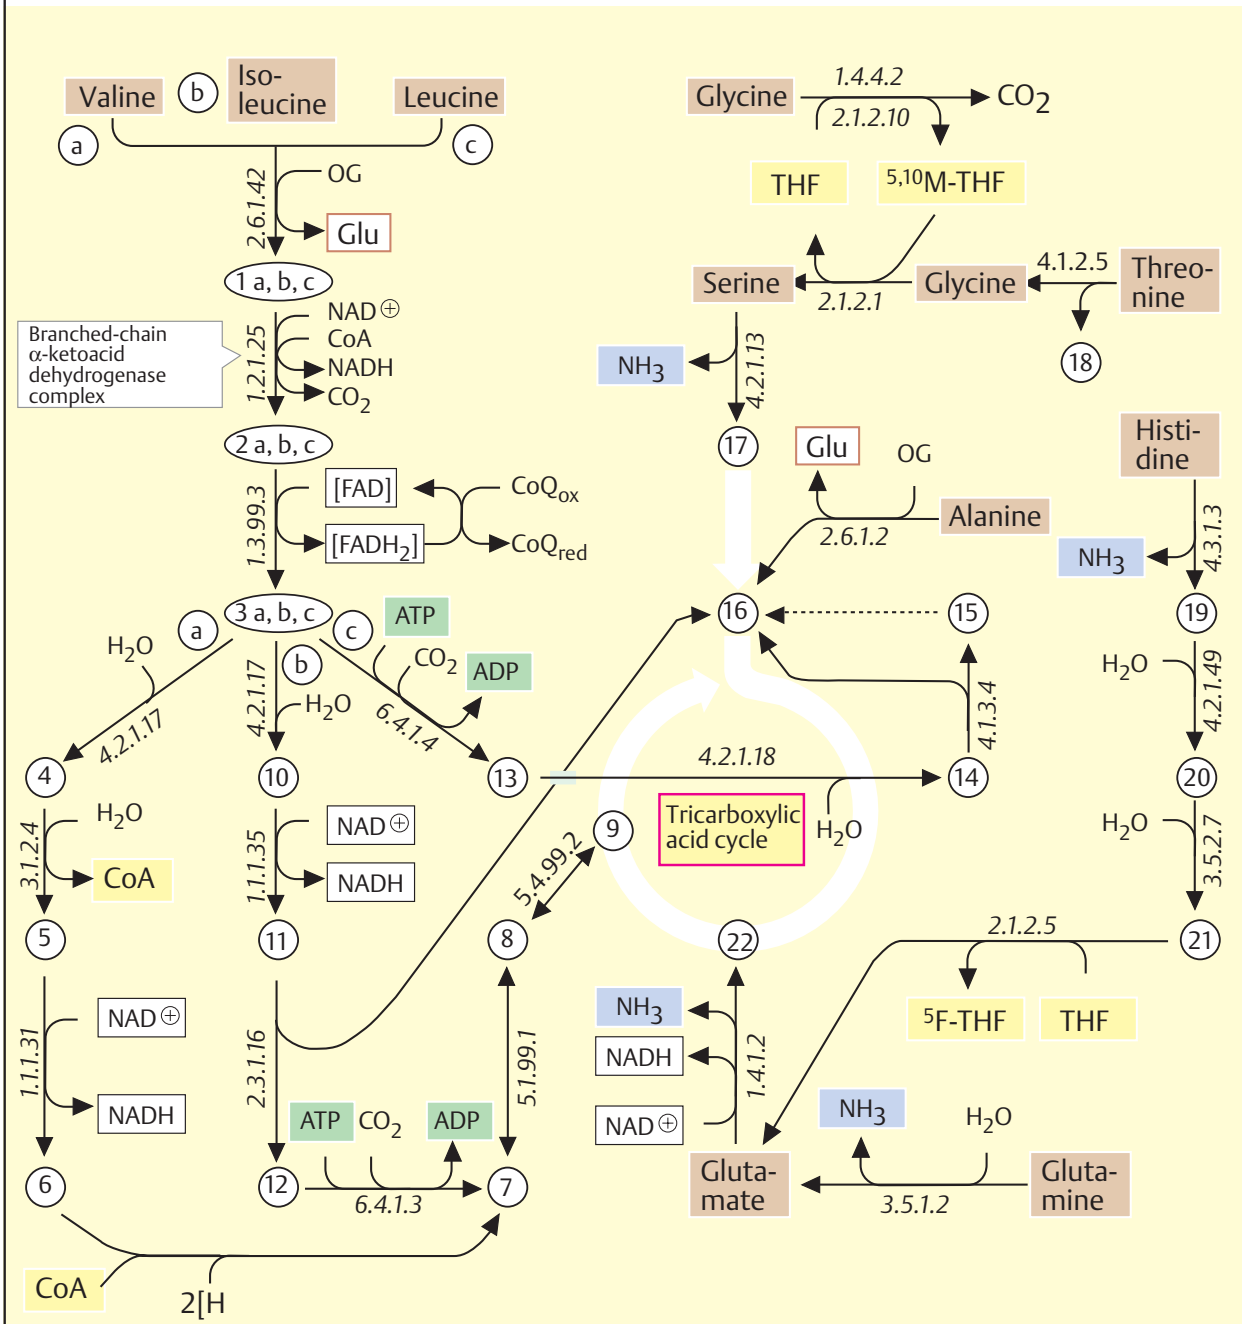 Valine
b
Iso-
leucine
Leucine
a
c
2.6.1.42
OG
Glu
1 a, b, c
Branched-chain
α-ketoacid
dehydrogenase
complex
1.2.1.25
NAD⊕
CoA
NADH
CO₂
2 a, b, c
1.3.99.3
[FAD]
CoQox
[FADH₂]
CoQred
3 a, b, c
a
b
c
ATP
H₂O
4.2.1.17
4.2.1.17
H₂O
CO₂
ADP
6.4.1.4
4
10
13
3.1.2.4
H₂O
CoA
1.1.1.35
NAD⊕
NADH
5
11
8
9
5.4.99.2
1.1.1.31
NAD⊕
NADH
2.3.1.16
5.1.99.1
ATP
CO₂
ADP
6
12
6.4.1.3
7
CoA
2[H
Glycine
1.4.4.2
2.1.2.10
CO₂
THF
5,10M-THF
Serine
2.1.2.1
Glycine
4.1.2.5
Threo-
nine
18
NH₃
4.2.1.13
17
Glu
OG
2.6.1.2
Alanine
Histi-
dine
NH₃
4.3.1.3
16
15
19
4.1.3.4
H₂O
4.2.1.49
4.2.1.18
14
20
Tricarboxylic
acid cycle
H₂O
H₂O
3.5.2.7
22
2.1.2.5
21
NH₃
5F-THF
THF
NADH
1.4.1.2
NAD⊕
NH₃
H₂O
Gluta-
mate
3.5.1.2
Gluta-
mine